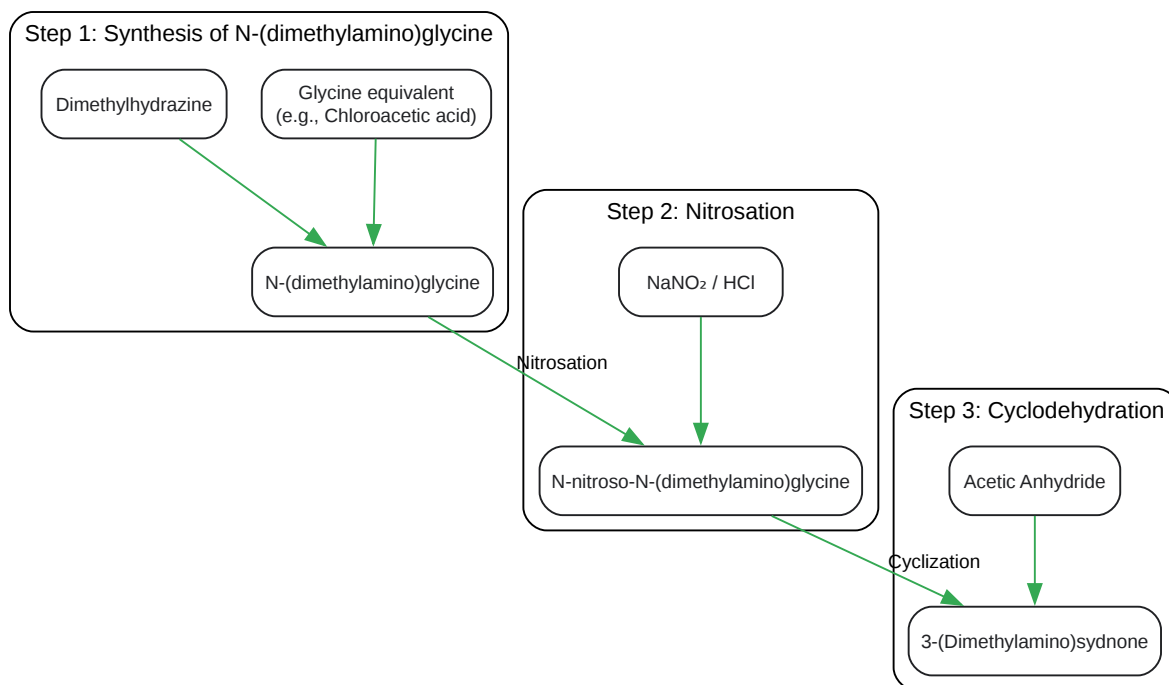 Step 1: Synthesis of N-(dimethylamino)glycine
Dimethylhydrazine
Glycine equivalent
(e.g., Chloroacetic acid)
N-(dimethylamino)glycine
Step 2: Nitrosation
NaNO₂ / HCl
Nitrosation
N-nitroso-N-(dimethylamino)glycine
Step 3: Cyclodehydration
Acetic Anhydride
Cyclization
3-(Dimethylamino)sydnone